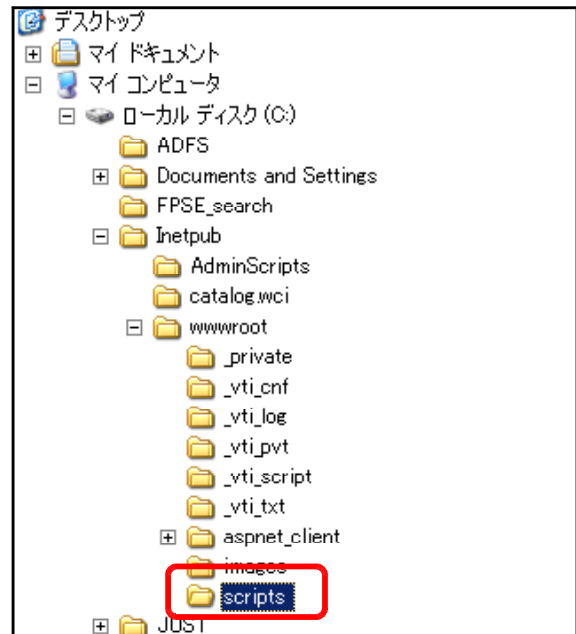 デスクトップ
マイ ドキュメント
マイ コンピュータ
ローカル ディスク (C:)
ADFS
Documents and Settings
FPSE_search
Inetpub
AdminScripts
catalog.wci
wwwroot
_private
_vti_cnf
_vti_log
_vti_pvt
_vti_script
_vti_txt
aspnet_client
images
scripts
JUST